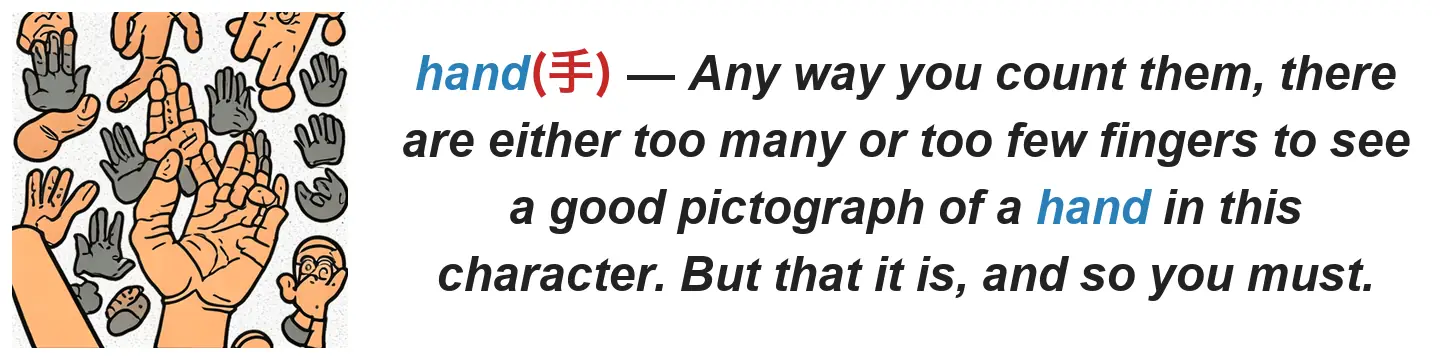 hand(手) — Any way you count them, there
are either too many or too few fingers to see
a good pictograph of a hand in this
character. But that it is, and so you must.